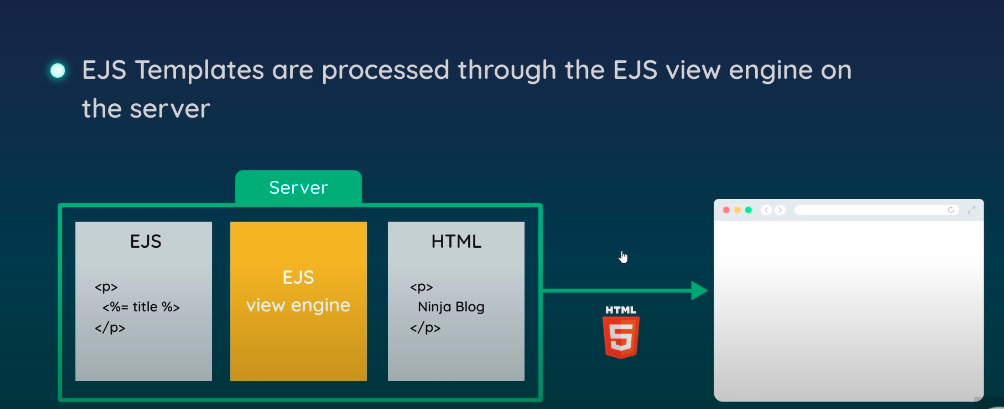 EJS Templates are processed through the EJS view engine on
the server
Server
EJS
<p>
<%= title %>
</p>
EJS
view engine
HTML
<p>
Ninja Blog
</p>
HTML
5